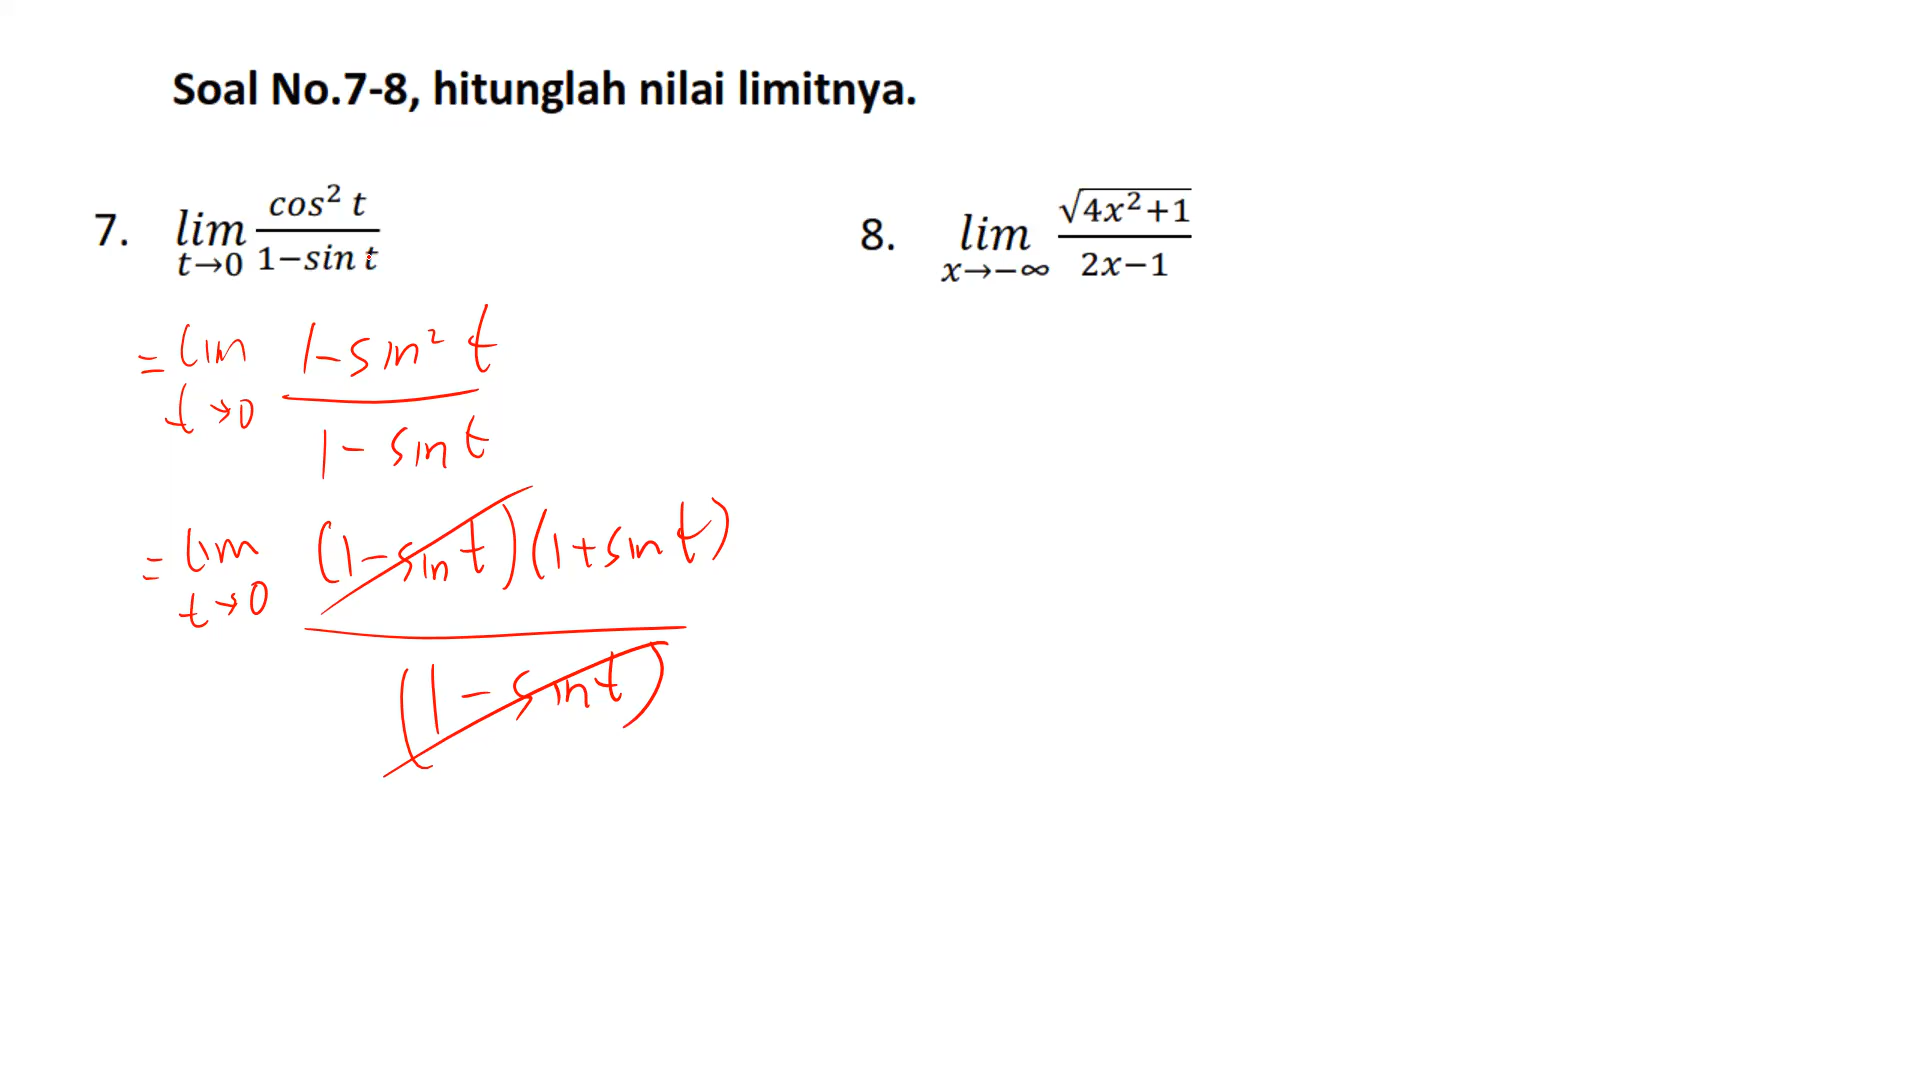 Soal No.7-8, hitunglah nilai limitnya.
7. lim t→0 cos² t / 1−sin t
= lim t→0 1−sin² t / 1 − sin t
= lim t→0 (1−sin t)(1+sin t) / (1 − sin t)
8. lim x→−∞ √4x²+1 / 2x−1